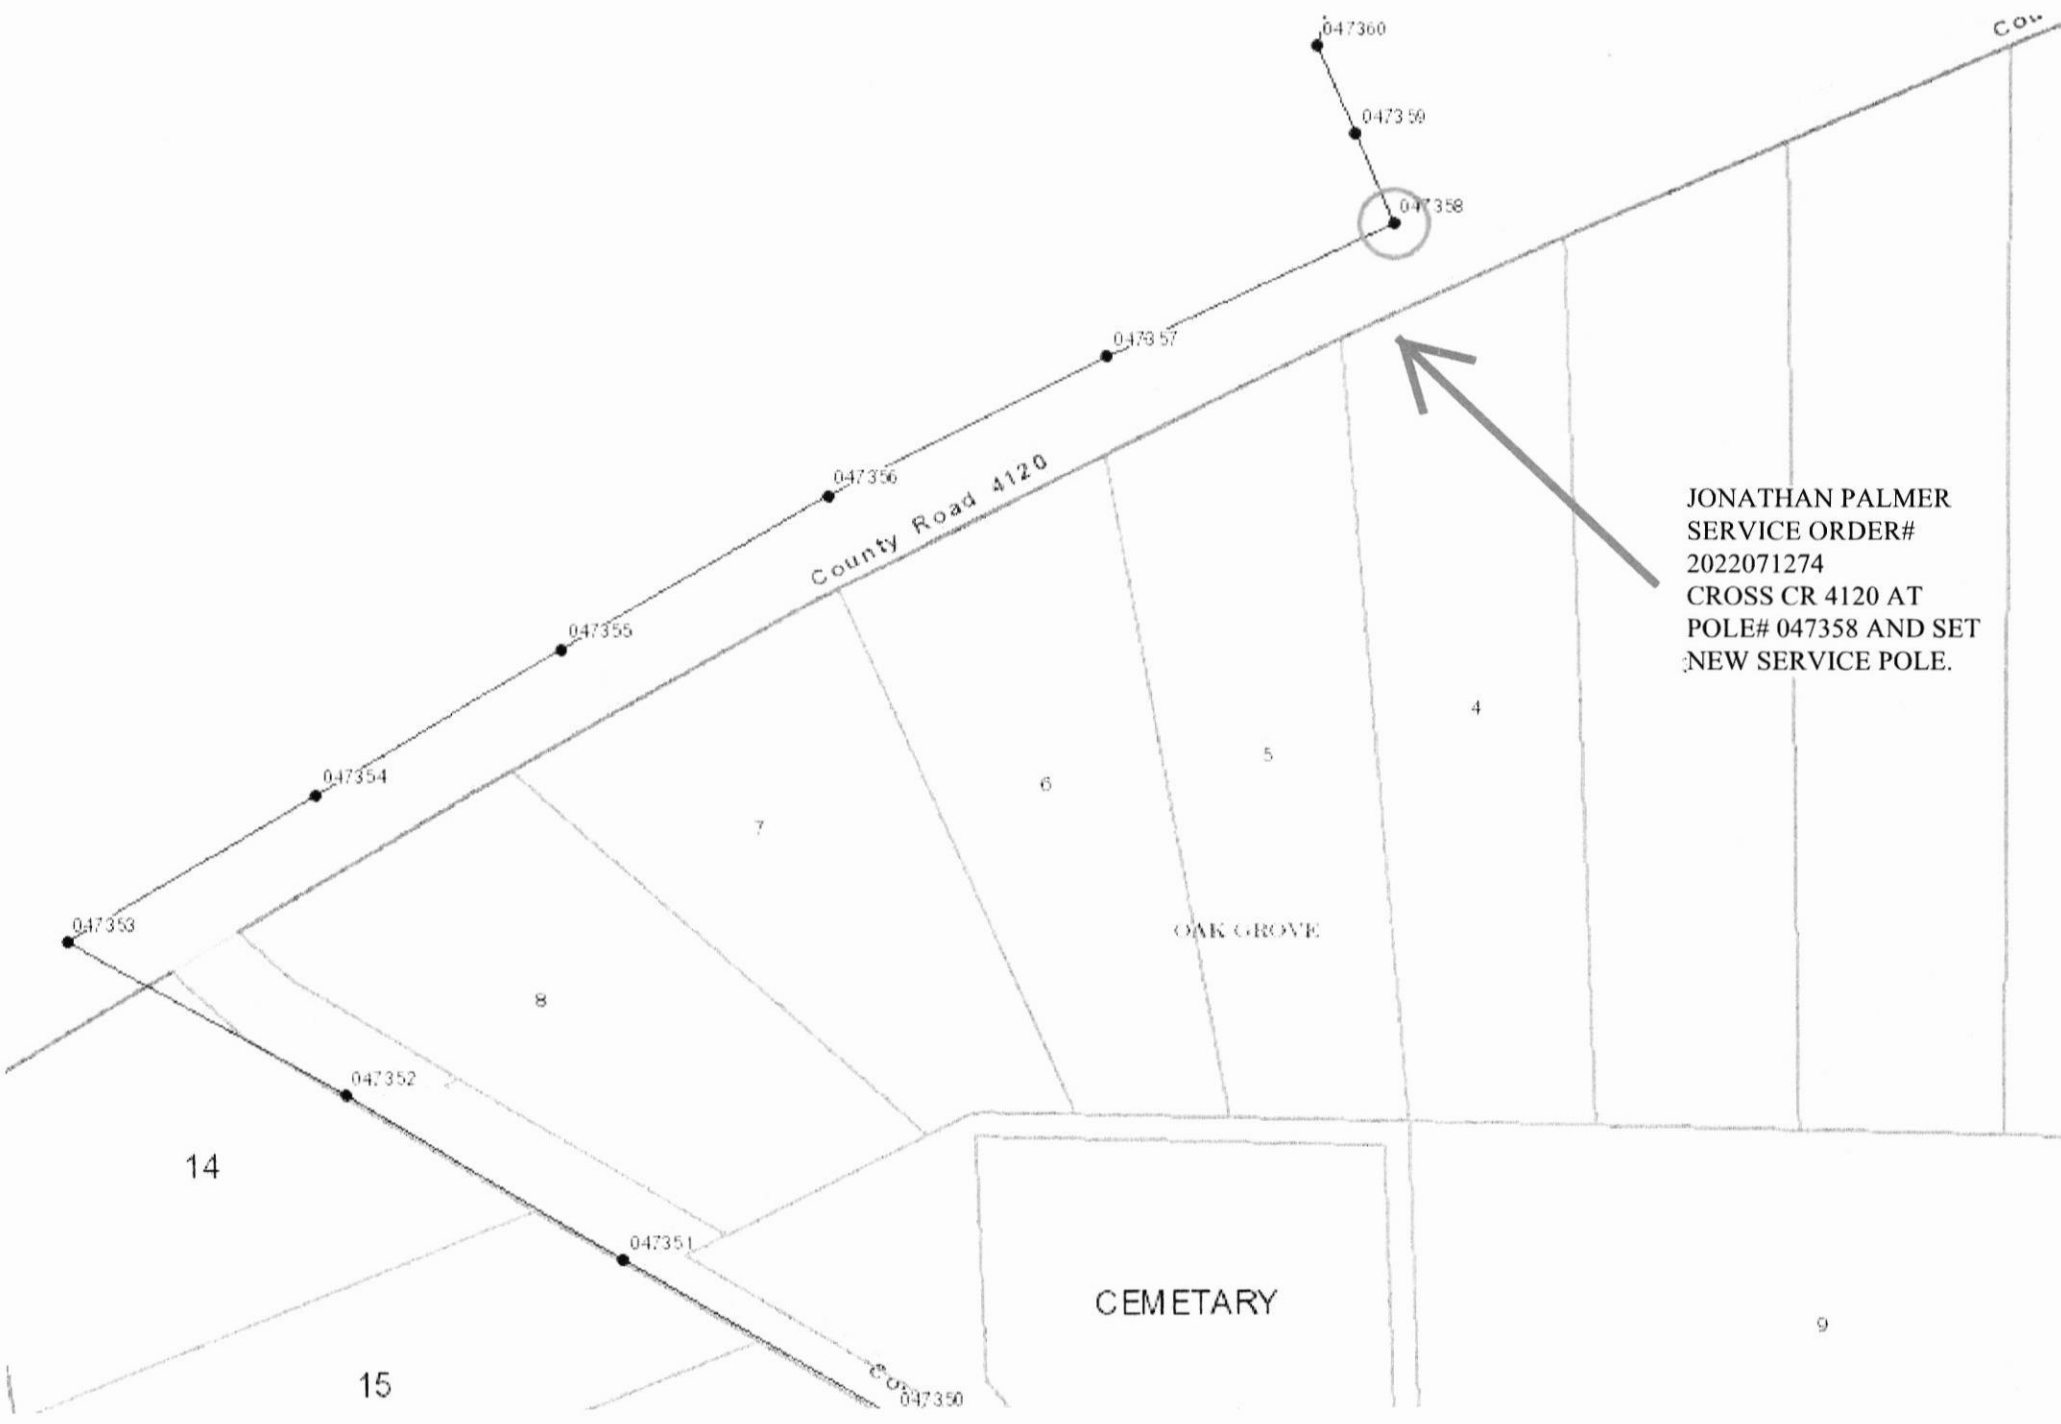 047360
Cou
047359
047358
047357
047356
County Road 4120
JONATHAN PALMER
SERVICE ORDER#
2022071274
CROSS CR 4120 AT
POLE# 047358 AND SET
NEW SERVICE POLE.
047355
4
5
6
047354
7
047353
OAK GROVE
8
047352
14
047351
CEMETARY
9
15
Co
047350